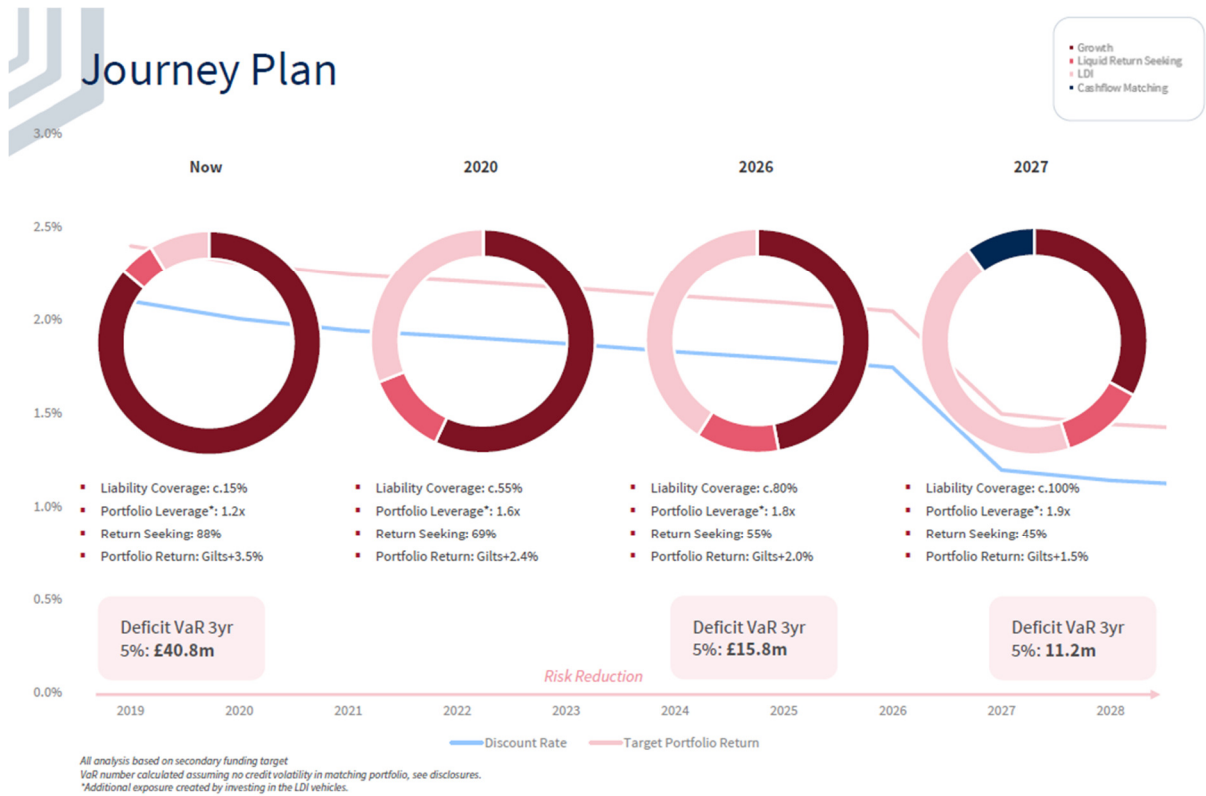 Journey Plan
Growth
Liquid Return Seeking
LDI
Cashflow Matching
3.0%
Now
2020
2026
2027
2.5%
2.0%
1.5%
1.0%
0.5%
0.0%
Liability Coverage: c.15%
Portfolio Leverage*: 1.2x
Return Seeking: 88%
Portfolio Return: Gilts+3.5%
Liability Coverage: c.55%
Portfolio Leverage*: 1.6x
Return Seeking: 69%
Portfolio Return: Gilts+2.4%
Liability Coverage: c.80%
Portfolio Leverage*: 1.8x
Return Seeking: 55%
Portfolio Return: Gilts+2.0%
Liability Coverage: c.100%
Portfolio Leverage*: 1.9x
Return Seeking: 45%
Portfolio Return: Gilts+1.5%
Deficit VaR 3yr
5%: £40.8m
Deficit VaR 3yr
5%: £15.8m
Deficit VaR 3yr
5%: 11.2m
Risk Reduction
2019 2020 2021 2022 2023 2024 2025 2026 2027 2028
Discount Rate Target Portfolio Return
All analysis based on secondary funding target
VaR number calculated assuming no credit volatility in matching portfolio, see disclosures.
*Additional exposure created by investing in the LDI vehicles.